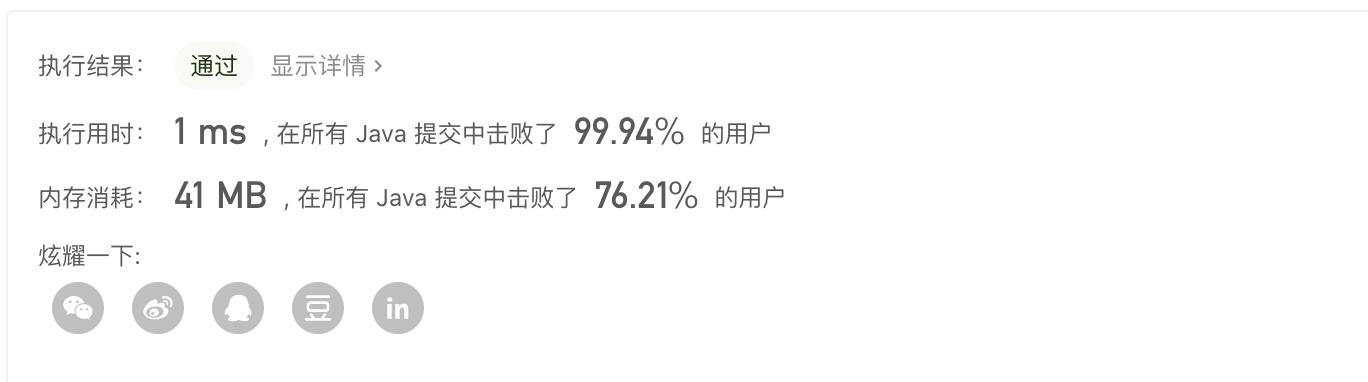 执行结果： 通过 显示详情 ›
执行用时： 1 ms , 在所有 Java 提交中击败了 99.94% 的用户
内存消耗： 41 MB , 在所有 Java 提交中击败了 76.21% 的用户
炫耀一下:
豆 in